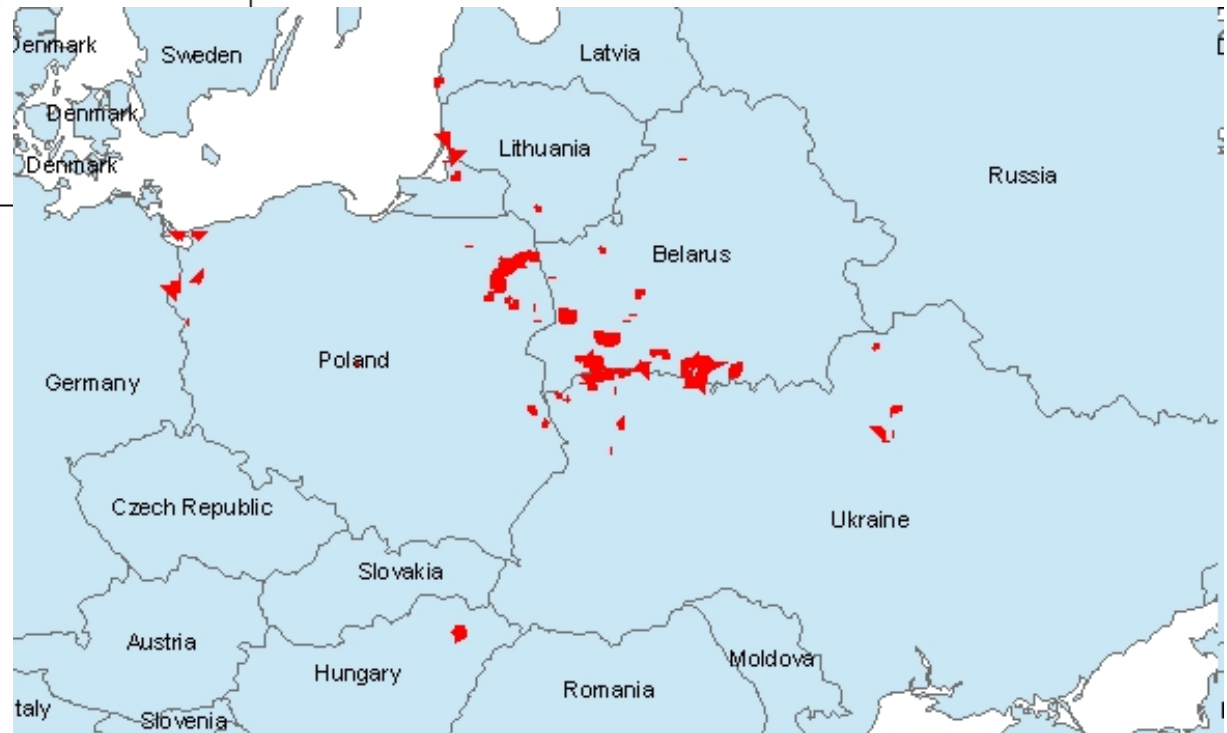 Denmark
Sweden
Latvia
Denmark
Lithuania
Denmark
Russia
Belarus
Poland
Germany
Czech Republic
Ukraine
Slovakia
Austria
Hungary
Moldova
Romania
taly
Slovenia